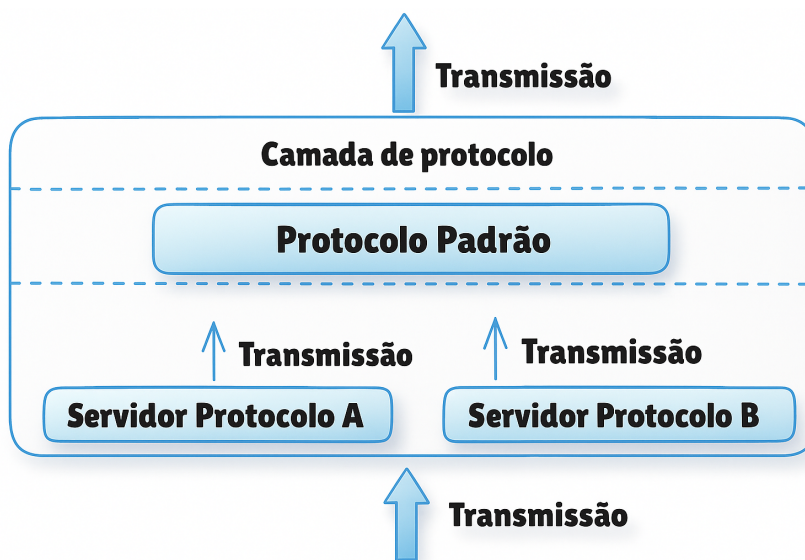 Transmissão
Camada de protocolo
Protocolo Padrão
Transmissão
Transmissão
Servidor Protocolo A
Servidor Protocolo B
Transmissão